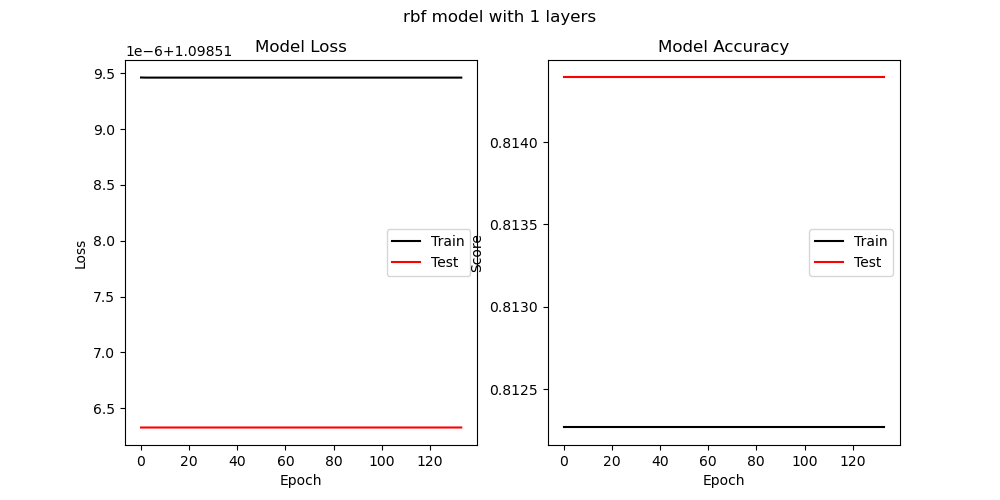 rbf model with 1 layers
Model Loss
1e−6+1.09851
9.5
9.0
8.5
8.0
7.5
7.0
6.5
Loss
0
20
40
60
80
100
120
Epoch
Train
Test
Model Accuracy
0.8140
0.8135
0.8130
0.8125
Score
0
20
40
60
80
100
120
Epoch
Train
Test